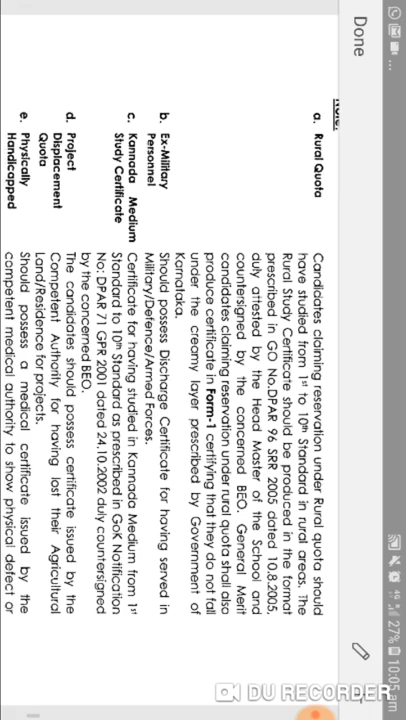 Done
27%
10:05 am
Note:
a. Rural Quota
Candidates claiming reservation under Rural quota should
have studied from 1st to 10th Standard in rural areas. The
Rural Study Certificate should be produced in the format
prescribed in GO No.DPAR 96 SRR 2005 dated 10.8.2005,
duly attested by the Head Master of the School and
countersigned by the concerned BEO. General Merit
candidates claiming reservation under rural quota shall also
produce certificate in Form-1 certifying that they do not fall
under the creamy layer prescribed by Government of
Karnataka.
b. Ex-Military Personnel
Should possess Discharge Certificate for having served in
Military/Defence/Armed Forces.
c. Kannada Medium Study Certificate
Certificate for having studied in Kannada Medium from 1st
Standard to 10th Standard as prescribed in GoK Notification
No: DPAR 71 GPR 2001 dated 24.10.2002 duly countersigned
by the concerned BEO.
d. Project Displacement Quota
The candidates should possess certificate issued by the
Competent Authority for having lost their Agricultural
Land/Residence for projects.
e. Physically Handicapped
Should possess a medical certificate issued by the
competent medical authority to show physical defect or
DU RECORDER